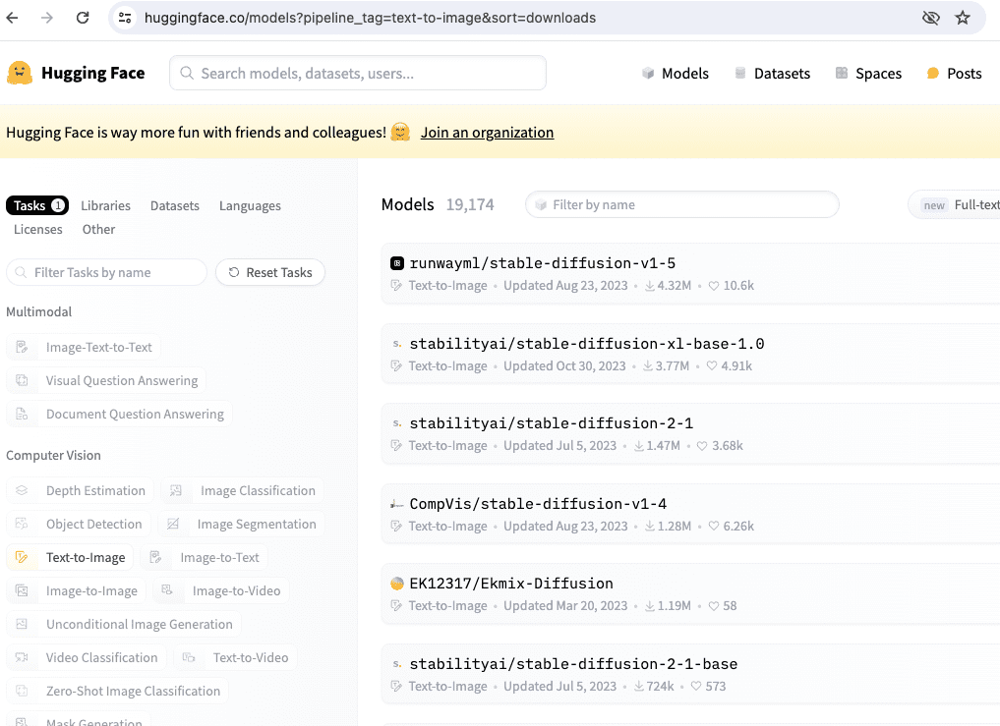 huggingface.co/models?pipeline_tag=text-to-image&sort=downloads
Hugging Face
Search models, datasets, users...
Models
Datasets
Spaces
Posts
Hugging Face is way more fun with friends and colleagues! Join an organization
Tasks 1 Libraries Datasets Languages
Licenses Other
Filter Tasks by name
Reset Tasks
Multimodal
Image-Text-to-Text
Visual Question Answering
Document Question Answering
Computer Vision
Depth Estimation Image Classification
Object Detection Image Segmentation
Text-to-Image Image-to-Text
Image-to-Image Image-to-Video
Unconditional Image Generation
Video Classification Text-to-Video
Zero-Shot Image Classification
Mask Generation
Models 19,174
Filter by name
new Full-text
runwayml/stable-diffusion-v1-5
Text-to-Image • Updated Aug 23, 2023 • 4.32M • 10.6k
s. stabilityai/stable-diffusion-xl-base-1.0
Text-to-Image • Updated Oct 30, 2023 • 3.77M • 4.91k
s. stabilityai/stable-diffusion-2-1
Text-to-Image • Updated Jul 5, 2023 • 1.47M • 3.68k
CompVis/stable-diffusion-v1-4
Text-to-Image • Updated Aug 23, 2023 • 1.28M • 6.26k
EK12317/Ekmix-Diffusion
Text-to-Image • Updated Mar 20, 2023 • 1.19M • 58
s. stabilityai/stable-diffusion-2-1-base
Text-to-Image • Updated Jul 5, 2023 • 724k • 573